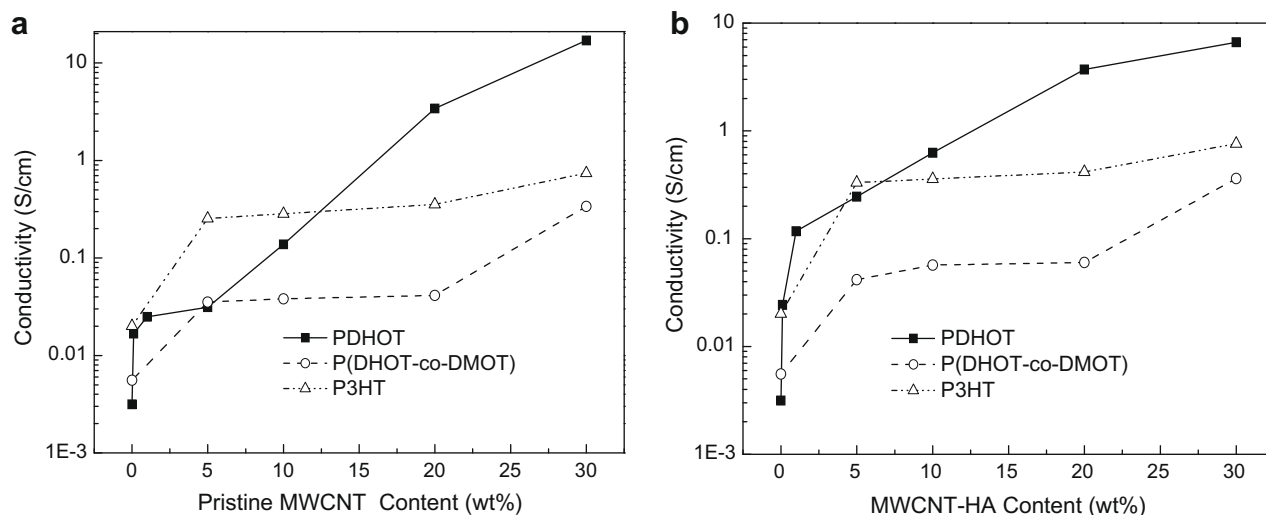 a
10
1
0.1
0.01
1E-3
Conductivity (S/cm)
PDHOT
P(DHOT-co-DMOT)
P3HT
0 5 10 15 20 25 30
Pristine MWCNT Content (wt%)
b
10
1
0.1
0.01
1E-3
Conductivity (S/cm)
PDHOT
P(DHOT-co-DMOT)
P3HT
0 5 10 15 20 25 30
MWCNT-HA Content (wt%)